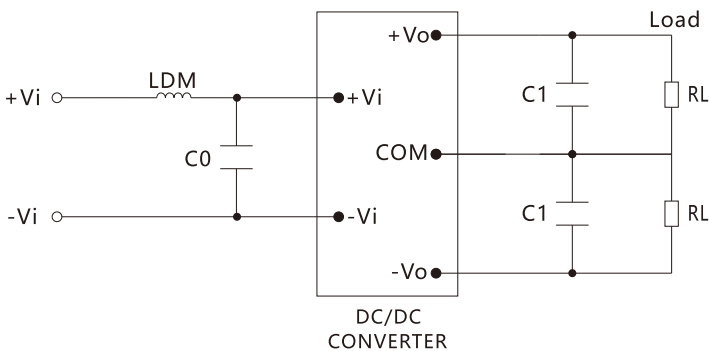 Load
+Vo
LDM
C1
RL
+Vi
+Vi
COM
C0
C1
RL
-Vi
-Vi
-Vo
DC/DC
CONVERTER